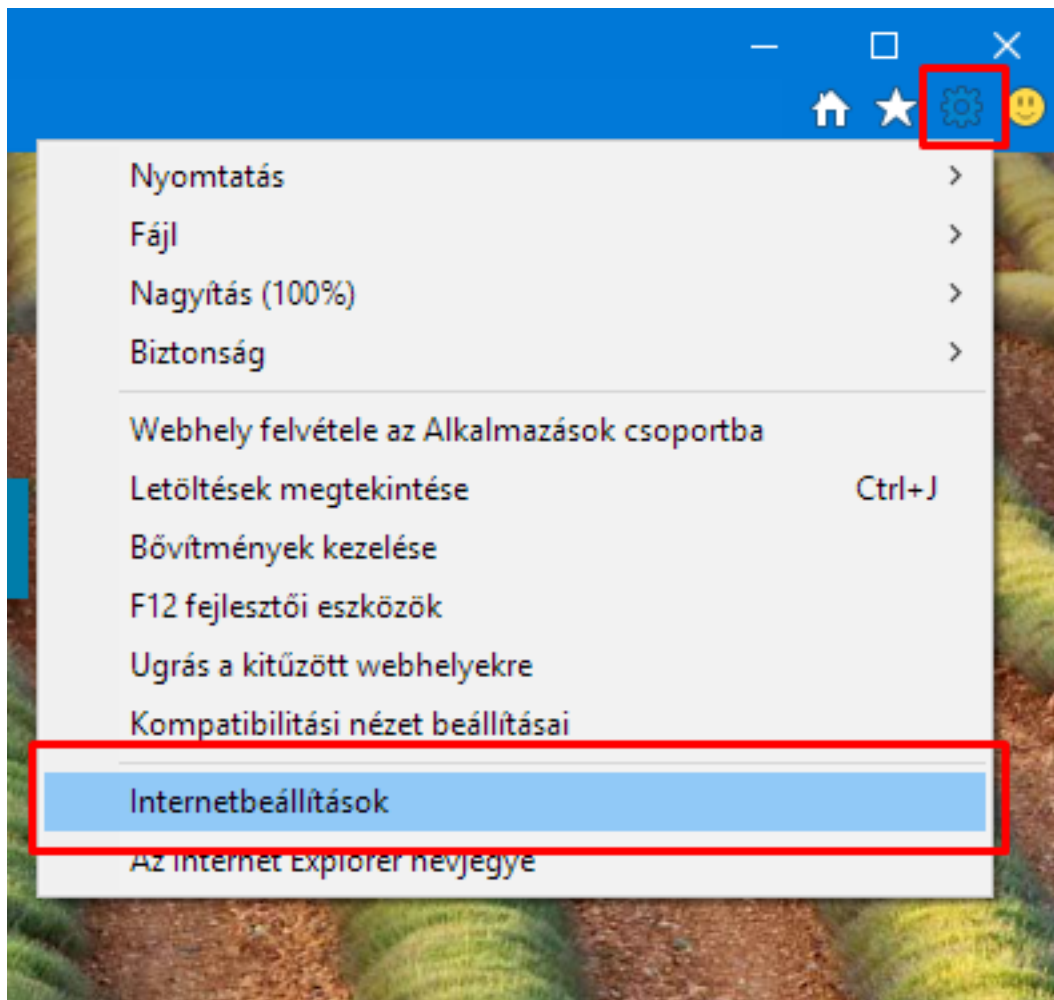 Nyomtatás
Fájl
Nagyítás (100%)
Biztonság
Webhely felvétele az Alkalmazások csoportba
Letöltések megtekintése Ctrl+J
Bővítmények kezelése
F12 fejlesztői eszközök
Ugrás a kitűzött webhelyekre
Kompatibilitási nézet beállításai
Internetbeállítások
Az Internet Explorer névjegye